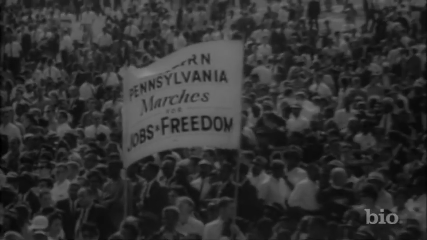 PENNSYLVANIA
Marches
FOR
JOBS & FREEDOM
bio.